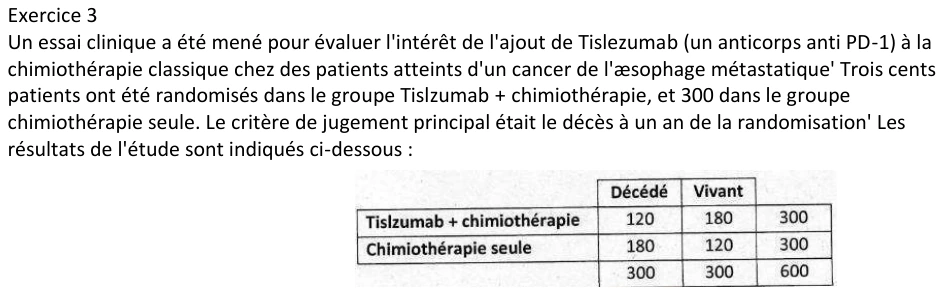 Exercice 3
Un essai clinique a été mené pour évaluer l'intérêt de l'ajout de Tislezumab (un anticorps anti PD-1) à la
chimiothérapie classique chez des patients atteints d'un cancer de l'æsophage métastatique' Trois cents
patients ont été randomisés dans le groupe Tislzumab + chimiothérapie, et 300 dans le groupe
chimiothérapie seule. Le critère de jugement principal était le décès à un an de la randomisation' Les
résultats de l'étude sont indiqués ci-dessous :
Décédé Vivant
Tislzumab + chimiothérapie 120 180 300
Chimiothérapie seule 180 120 300
300 300 600